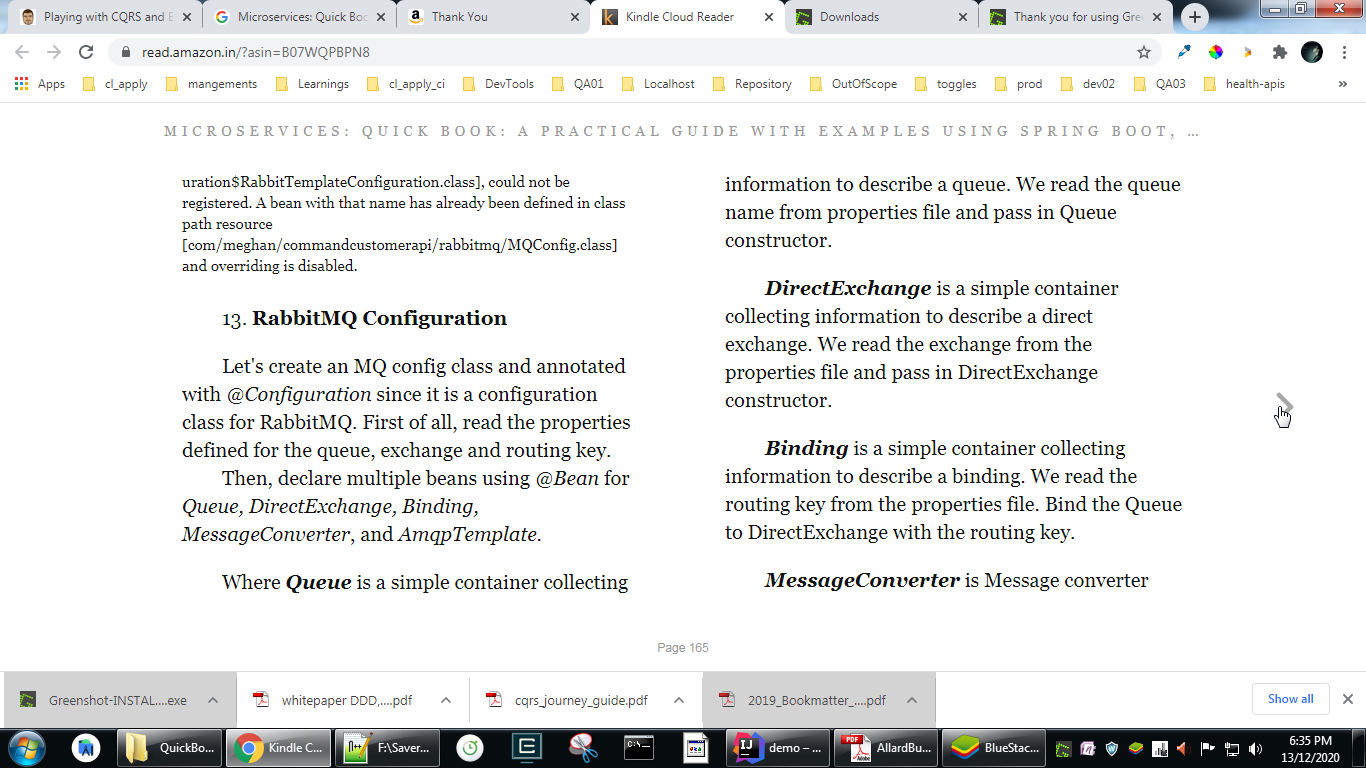 Playing with CQRS and E
Microservices: Quick Boo
Thank You
Kindle Cloud Reader
Downloads
Thank you for using Gre
read.amazon.in/?asin=B07WQPBPN8
Apps
cl_apply
mangements
Learnings
cl_apply_ci
DevTools
QA01
Localhost
Repository
OutOfScope
toggles
prod
dev02
QA03
health-apis
»
MICROSERVICES: QUICK BOOK: A PRACTICAL GUIDE WITH EXAMPLES USING SPRING BOOT, …
uration$RabbitTemplateConfiguration.class], could not be
registered. A bean with that name has already been defined in class
path resource
[com/meghan/commandcustomerapi/rabbitmq/MQConfig.class]
and overriding is disabled.
13. RabbitMQ Configuration
Let's create an MQ config class and annotated
with @Configuration since it is a configuration
class for RabbitMQ. First of all, read the properties
defined for the queue, exchange and routing key.
Then, declare multiple beans using @Bean for
Queue, DirectExchange, Binding,
MessageConverter, and AmqpTemplate.
Where Queue is a simple container collecting
information to describe a queue. We read the queue
name from properties file and pass in Queue
constructor.
DirectExchange is a simple container
collecting information to describe a direct
exchange. We read the exchange from the
properties file and pass in DirectExchange
constructor.
Binding is a simple container collecting
information to describe a binding. We read the
routing key from the properties file. Bind the Queue
to DirectExchange with the routing key.
MessageConverter is Message converter
Page 165
Greenshot-INSTAL....exe
whitepaper DDD,....pdf
cqrs_journey_guide.pdf
2019_Bookmatter_....pdf
Show all
QuickBo...
Kindle C...
F:\Saver...
demo – ...
AllardBu...
BlueStac...
6:35 PM
13/12/2020